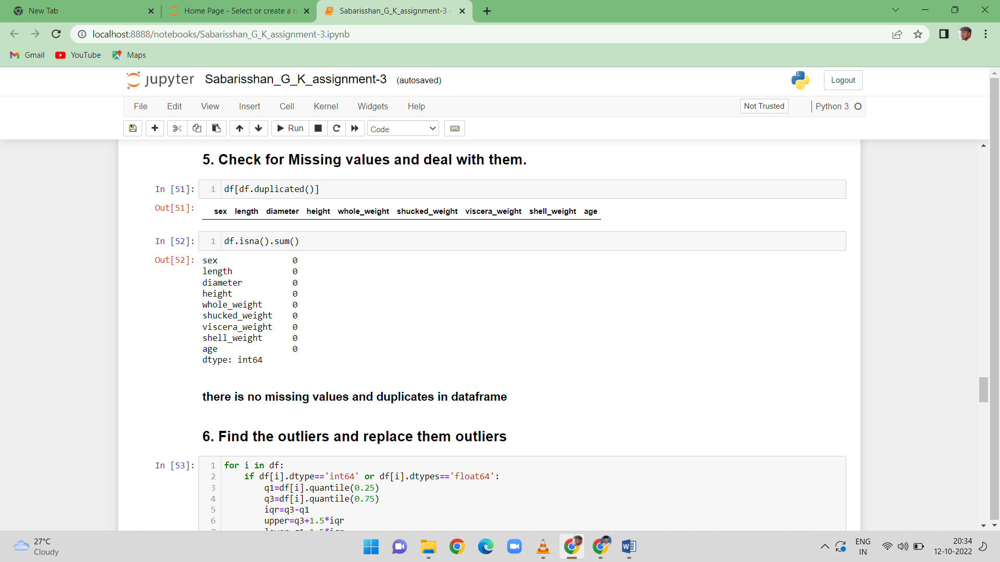 New Tab
Home Page - Select or create a n
Sabarisshan_G_K_assignment-3 -
localhost:8888/notebooks/Sabarisshan_G_K_assignment-3.ipynb
Gmail YouTube Maps
jupyter Sabarisshan_G_K_assignment-3 (autosaved)
Logout
File Edit View Insert Cell Kernel Widgets Help
Not Trusted
Python 3
Run
Code
5. Check for Missing values and deal with them.
In [51]: 1 df[df.duplicated()]
Out[51]: sex length diameter height whole_weight shucked_weight viscera_weight shell_weight age
In [52]: 1 df.isna().sum()
Out[52]: sex 0
length 0
diameter 0
height 0
whole_weight 0
shucked_weight 0
viscera_weight 0
shell_weight 0
age 0
dtype: int64
there is no missing values and duplicates in dataframe
6. Find the outliers and replace them outliers
In [53]: 1 for i in df:
2 if df[i].dtype=='int64' or df[i].dtypes=='float64':
3 q1=df[i].quantile(0.25)
4 q3=df[i].quantile(0.75)
5 iqr=q3-q1
6 upper=q3+1.5*iqr
27°C
Cloudy
ENG
IN
20:34
12-10-2022